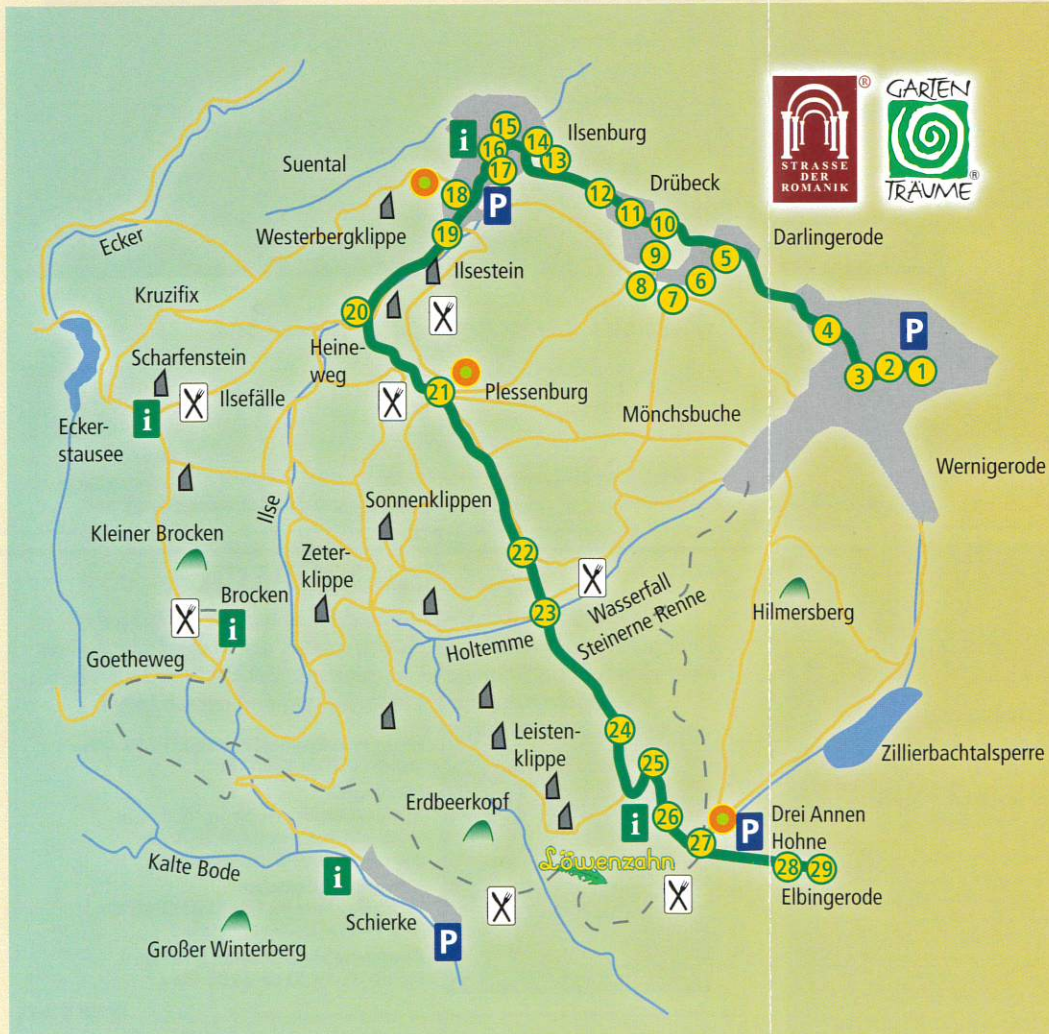 STRASSE
DER
ROMANIK
®
GARTEN
TRÄUME
®
15
14
Ilsenburg
i
16
13
17
Suental
12
Drübeck
18
P
11
10
Westerbergklippe
19
Darlingerode
Ecker
9
5
Ilsestein
6
8
7
Kruzifix
20
4
P
Heine-
weg
Scharfenstein
3
2
1
21
Plessenburg
Ilsefälle
Mönchsbuche
i
Ecker-
stausee
Wernigerode
Sonnenklippen
Ilse
Kleiner Brocken
22
Zeter-
klippe
Brocken
Wasserfall
Steinerne Renne
23
Hilmersberg
i
Holtemme
Goetheweg
24
Leisten-
klippe
25
Zillierbachtalsperre
Erdbeerkopf
26
i
27
P
Drei Annen
Hohne
Löwenzahn
28
29
Kalte Bode
i
Elbingerode
Schierke
P
Großer Winterberg